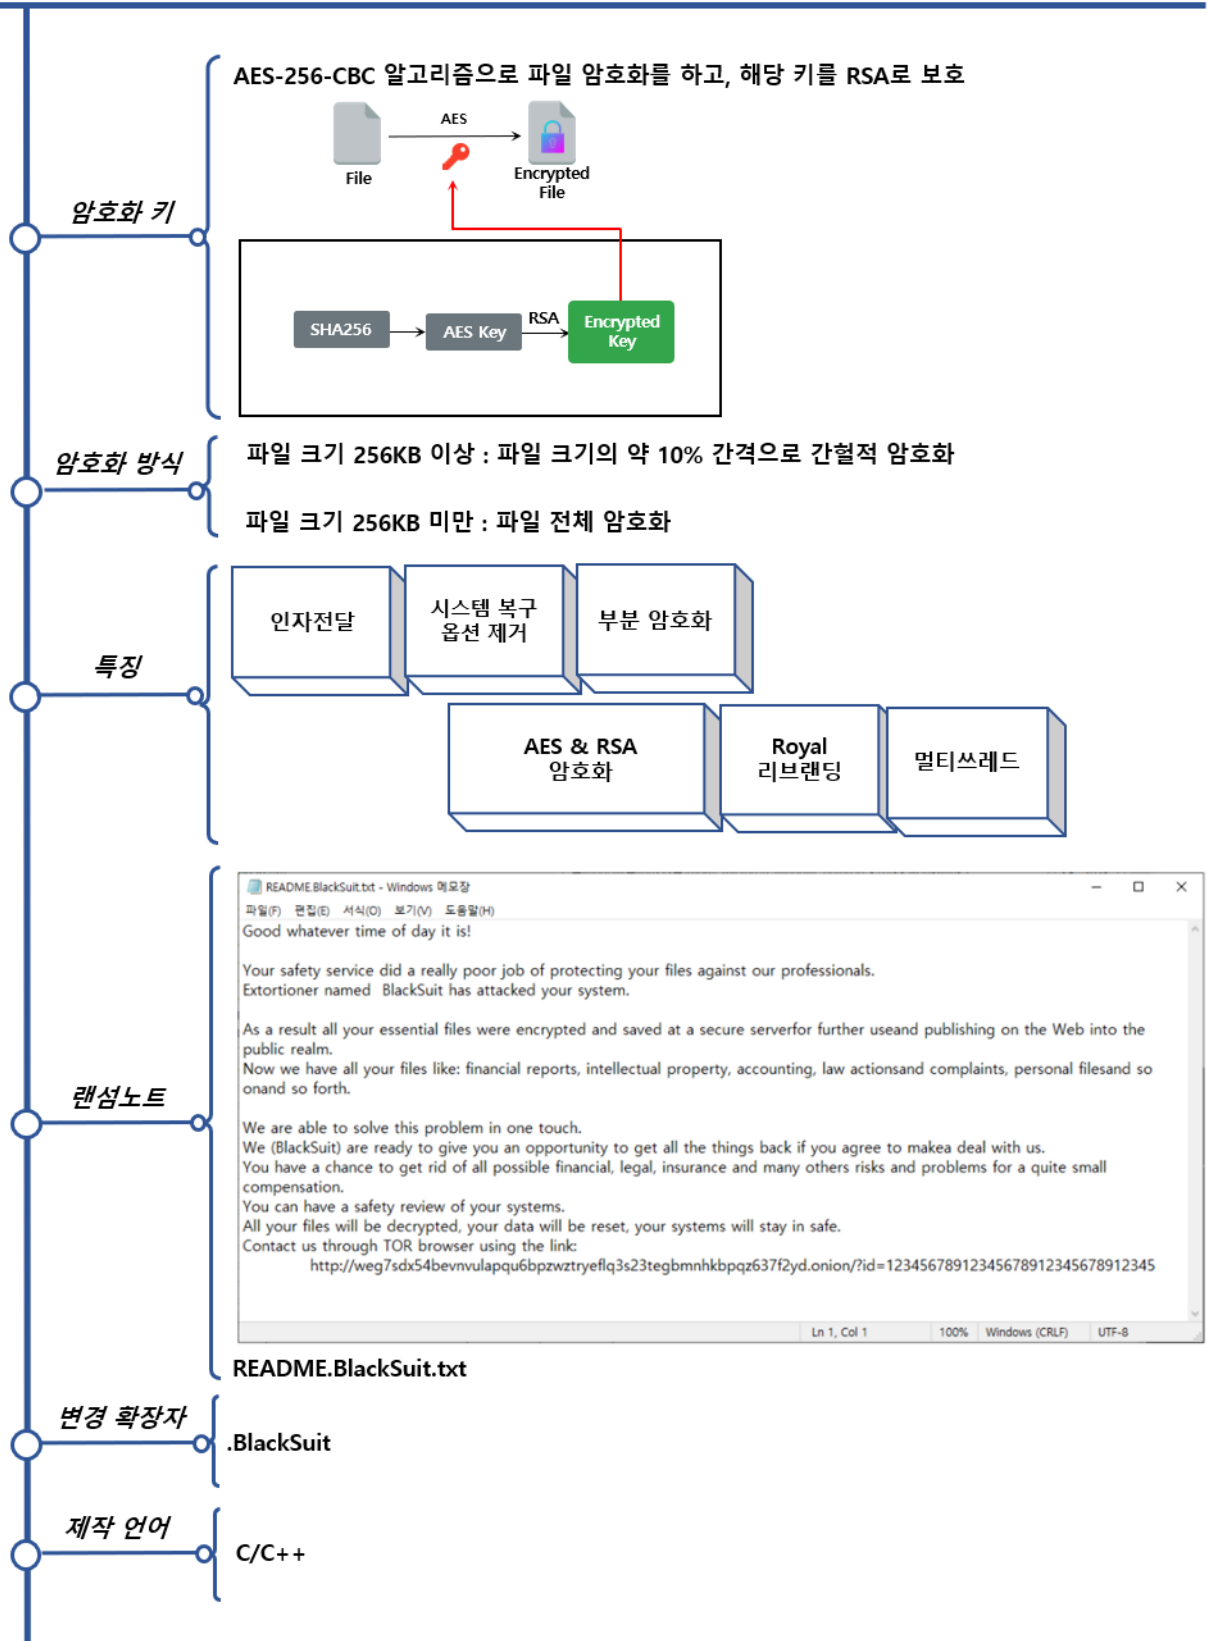 AES-256-CBC 알고리즘으로 파일 암호화를 하고, 해당 키를 RSA로 보호
AES
File
Encrypted
File
암호화 키
SHA256
AES Key
RSA
Encrypted
Key
암호화 방식
파일 크기 256KB 이상 : 파일 크기의 약 10% 간격으로 간헐적 암호화
파일 크기 256KB 미만 : 파일 전체 암호화
특징
인자전달
시스템 복구
옵션 제거
부분 암호화
AES & RSA
암호화
Royal
리브랜딩
멀티쓰레드
랜섬노트
README.BlackSuit.txt - Windows 메모장
파일(F) 편집(E) 서식(O) 보기(V) 도움말(H)
Good whatever time of day it is!
Your safety service did a really poor job of protecting your files against our professionals.
Extortioner named  BlackSuit has attacked your system.
As a result all your essential files were encrypted and saved at a secure serverfor further useand publishing on the Web into the
public realm.
Now we have all your files like: financial reports, intellectual property, accounting, law actionsand complaints, personal filesand so
onand so forth.
We are able to solve this problem in one touch.
We (BlackSuit) are ready to give you an opportunity to get all the things back if you agree to makea deal with us.
You have a chance to get rid of all possible financial, legal, insurance and many others risks and problems for a quite small
compensation.
You can have a safety review of your systems.
All your files will be decrypted, your data will be reset, your systems will stay in safe.
Contact us through TOR browser using the link:
http://weg7sdx54bevnvulapqu6bpzwztryeflq3s23tegbmnhkbpqz637f2yd.onion/?id=12345678912345678912345678912345
Ln 1, Col 1 100% Windows (CRLF) UTF-8
README.BlackSuit.txt
변경 확장자
.BlackSuit
제작 언어
C/C++